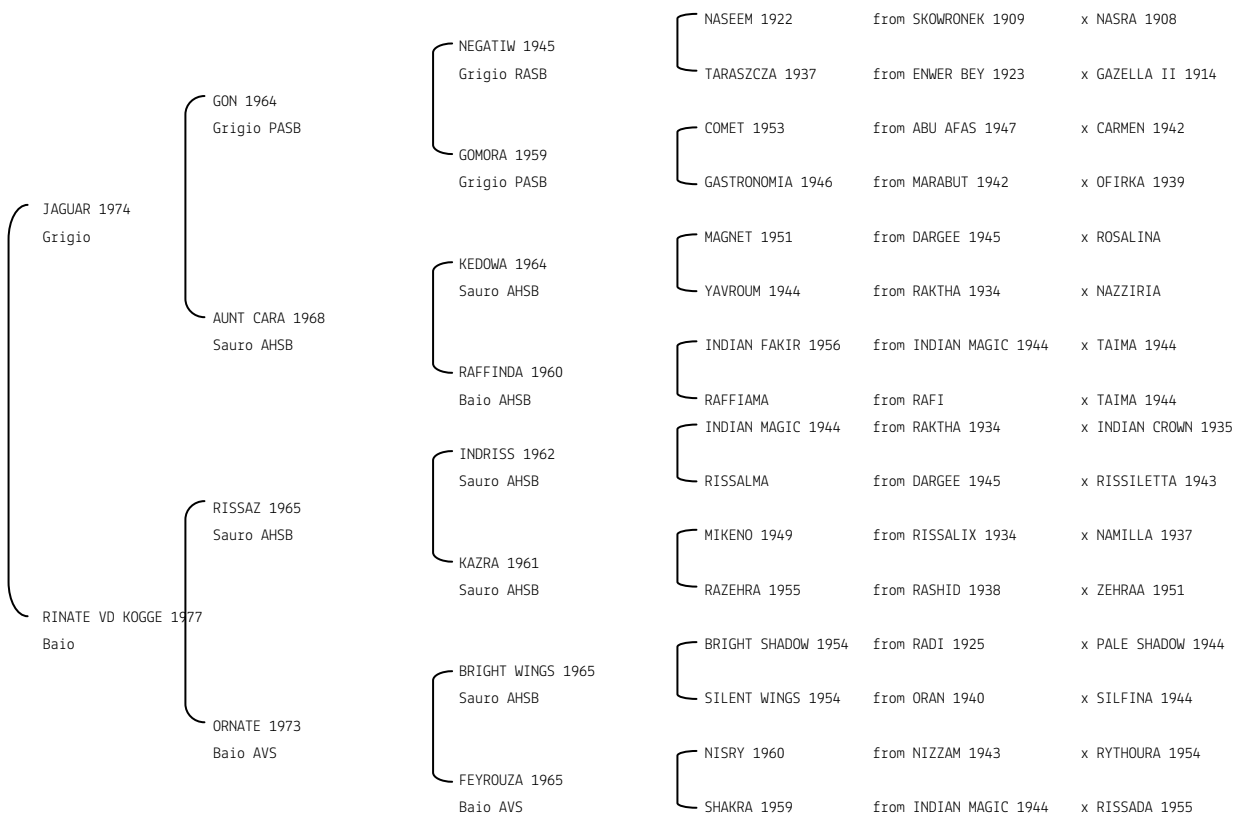 NASEEM 1922 from SKOWRONEK 1909 x NASRA 1908
NEGATIW 1945
Grigio RASB
TARASZCZA 1937 from ENWER BEY 1923 x GAZELLA II 1914
GON 1964
Grigio PASB
COMET 1953 from ABU AFAS 1947 x CARMEN 1942
GOMORA 1959
Grigio PASB
GASTRONOMIA 1946 from MARABUT 1942 x OFIRKA 1939
JAGUAR 1974
Grigio
MAGNET 1951 from DARGEE 1945 x ROSALINA
KEDOWA 1964
Sauro AHSB
YAVROUM 1944 from RAKTHA 1934 x NAZZIRIA
AUNT CARA 1968
Sauro AHSB
INDIAN FAKIR 1956 from INDIAN MAGIC 1944 x TAIMA 1944
RAFFINDA 1960
Baio AHSB
RAFFIAMA from RAFI x TAIMA 1944
INDIAN MAGIC 1944 from RAKTHA 1934 x INDIAN CROWN 1935
INDRISS 1962
Sauro AHSB
RISSALMA from DARGEE 1945 x RISSILETTA 1943
RISSAZ 1965
Sauro AHSB
MIKENO 1949 from RISSALIX 1934 x NAMILLA 1937
KAZRA 1961
Sauro AHSB
RAZEHRA 1955 from RASHID 1938 x ZEHRAA 1951
RINATE VD KOGGE 1977
Baio
BRIGHT SHADOW 1954 from RADI 1925 x PALE SHADOW 1944
BRIGHT WINGS 1965
Sauro AHSB
SILENT WINGS 1954 from ORAN 1940 x SILFINA 1944
ORNATE 1973
Baio AVS
NISRY 1960 from NIZZAM 1943 x RYTHOURA 1954
FEYROUZA 1965
Baio AVS
SHAKRA 1959 from INDIAN MAGIC 1944 x RISSADA 1955